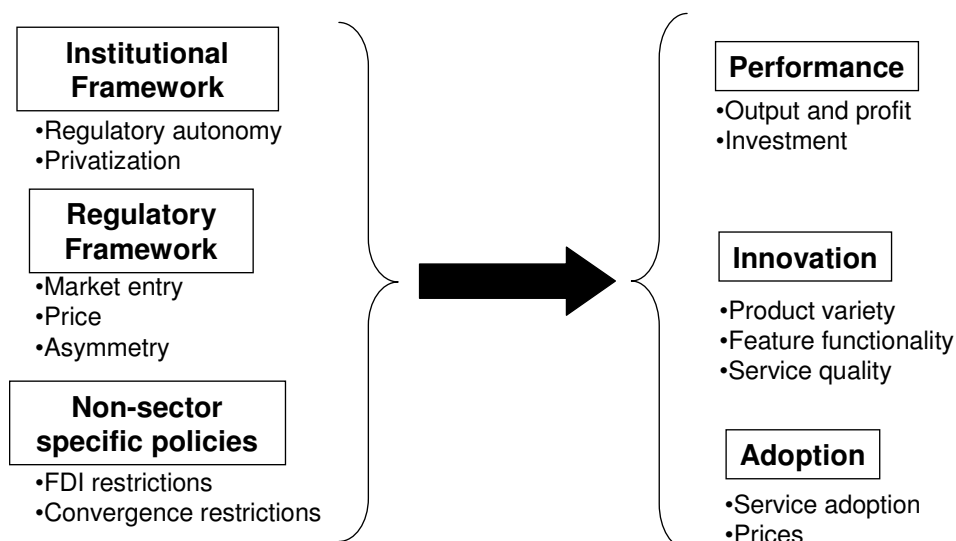 Institutional
Framework
•Regulatory autonomy
•Privatization
Regulatory
Framework
•Market entry
•Price
•Asymmetry
Non-sector
specific policies
•FDI restrictions
•Convergence restrictions
Performance
•Output and profit
•Investment
Innovation
•Product variety
•Feature functionality
•Service quality
Adoption
•Service adoption
•Prices